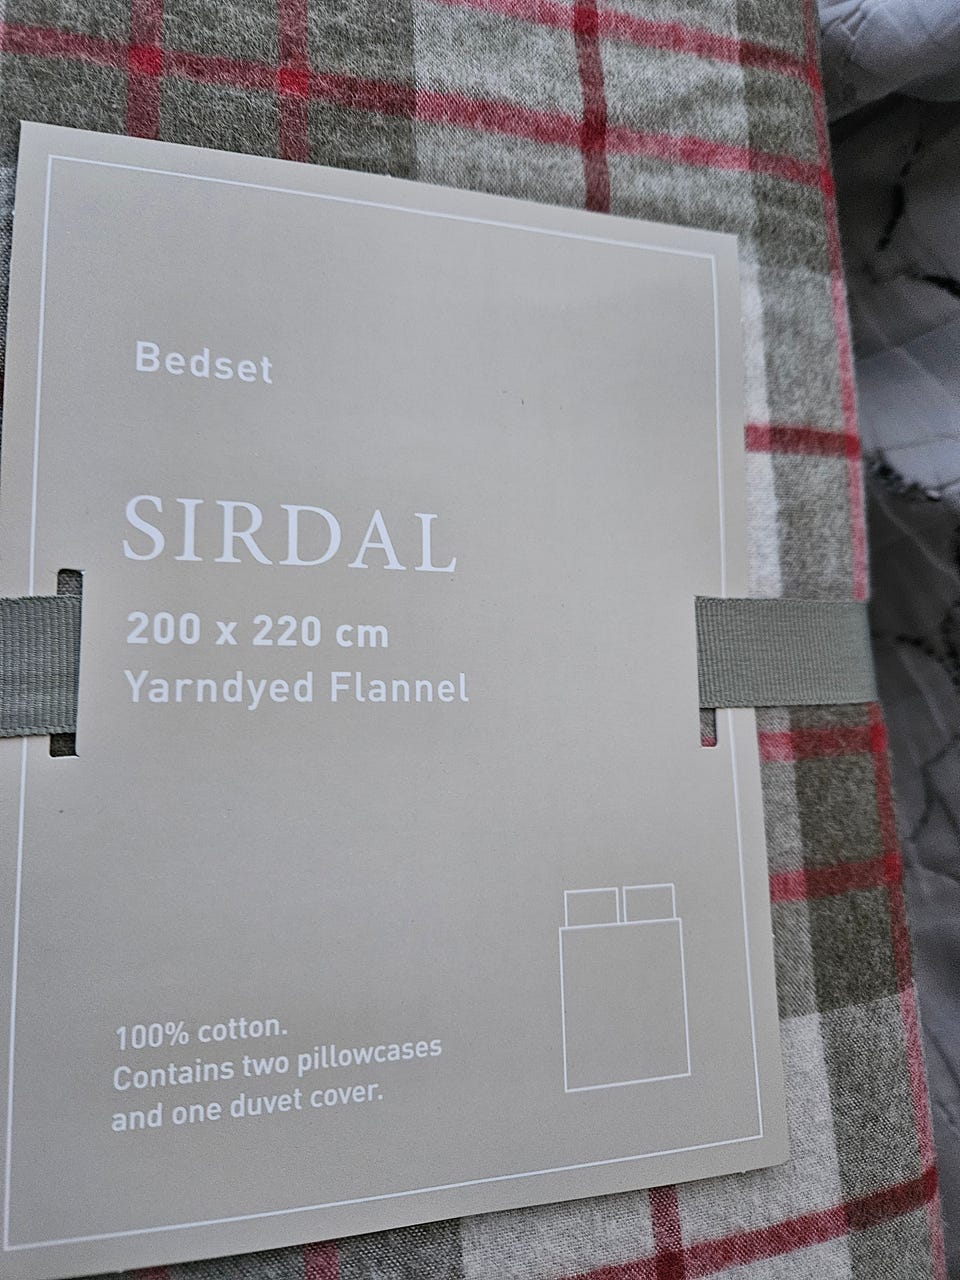 Bedset
SIRDAL
200 x 220 cm
Yarndyed Flannel
100% cotton.
Contains two pillowcases
and one duvet cover.